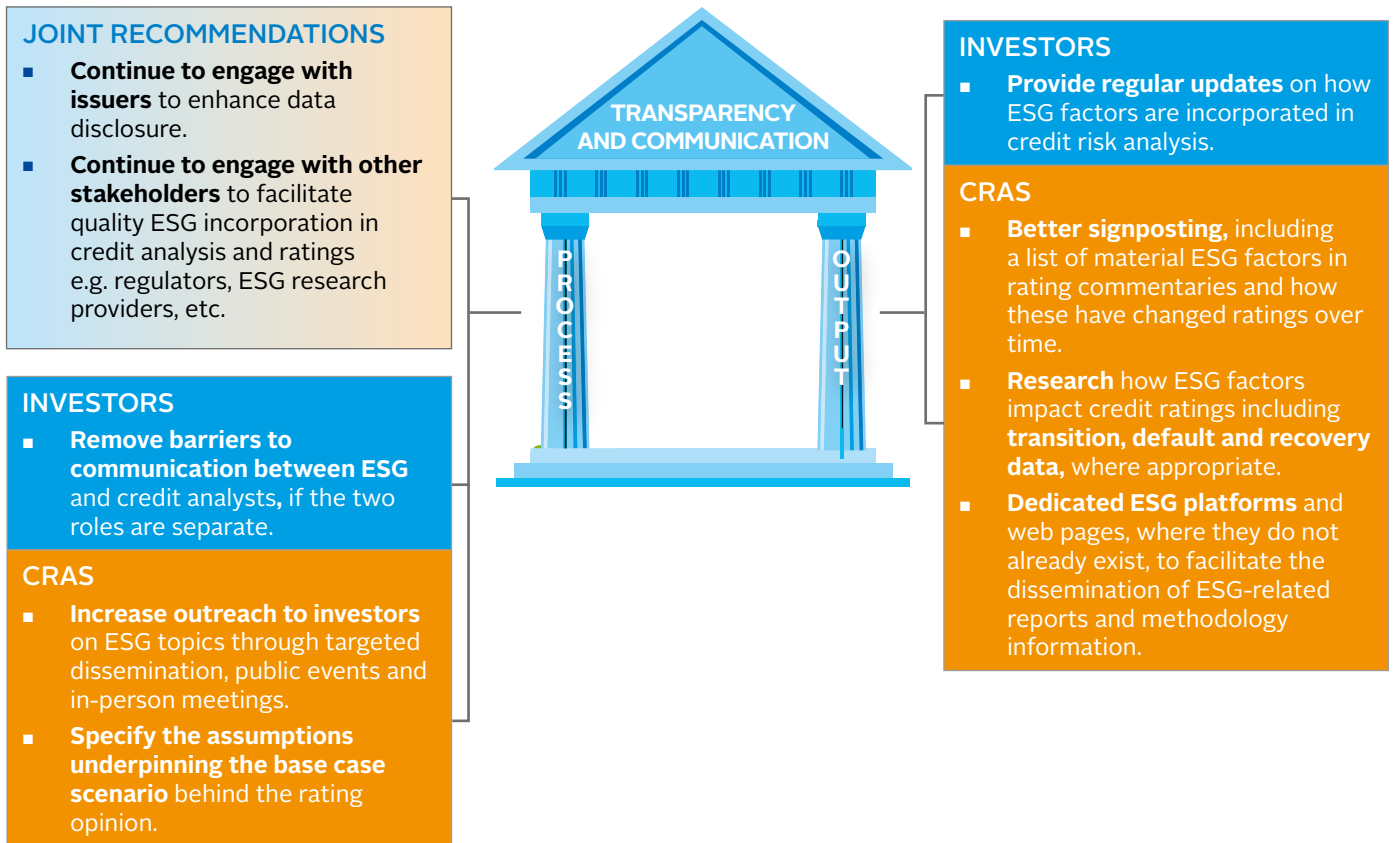 JOINT RECOMMENDATIONS
■ Continue to engage with
issuers to enhance data
disclosure.
■ Continue to engage with other
stakeholders to facilitate
quality ESG incorporation in
credit analysis and ratings
e.g. regulators, ESG research
providers, etc.
INVESTORS
■ Remove barriers to
communication between ESG
and credit analysts, if the two
roles are separate.
CRAS
■ Increase outreach to investors
on ESG topics through targeted
dissemination, public events and
in-person meetings.
■ Specify the assumptions
underpinning the base case
scenario behind the rating
opinion.
TRANSPARENCY
AND COMMUNICATION
PROCESS
OUTPUT
INVESTORS
■ Provide regular updates on how
ESG factors are incorporated in
credit risk analysis.
CRAS
■ Better signposting, including
a list of material ESG factors in
rating commentaries and how
these have changed ratings over
time.
■ Research how ESG factors
impact credit ratings including
transition, default and recovery
data, where appropriate.
■ Dedicated ESG platforms and
web pages, where they do not
already exist, to facilitate the
dissemination of ESG-related
reports and methodology
information.